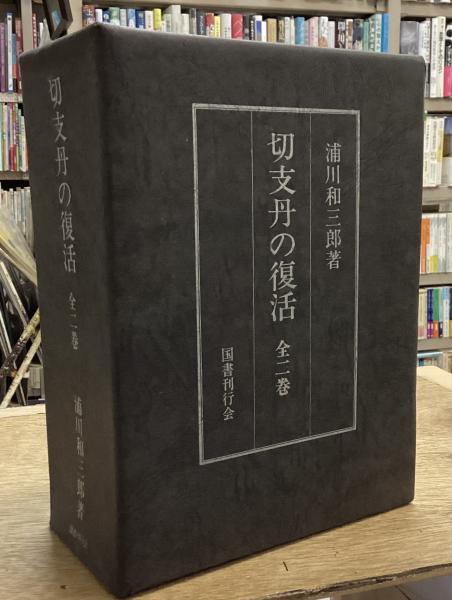 浦川和三郎著
切支丹の復活 全二巻
国書刊行会
切支丹の復活 全二巻 浦川和三郎著